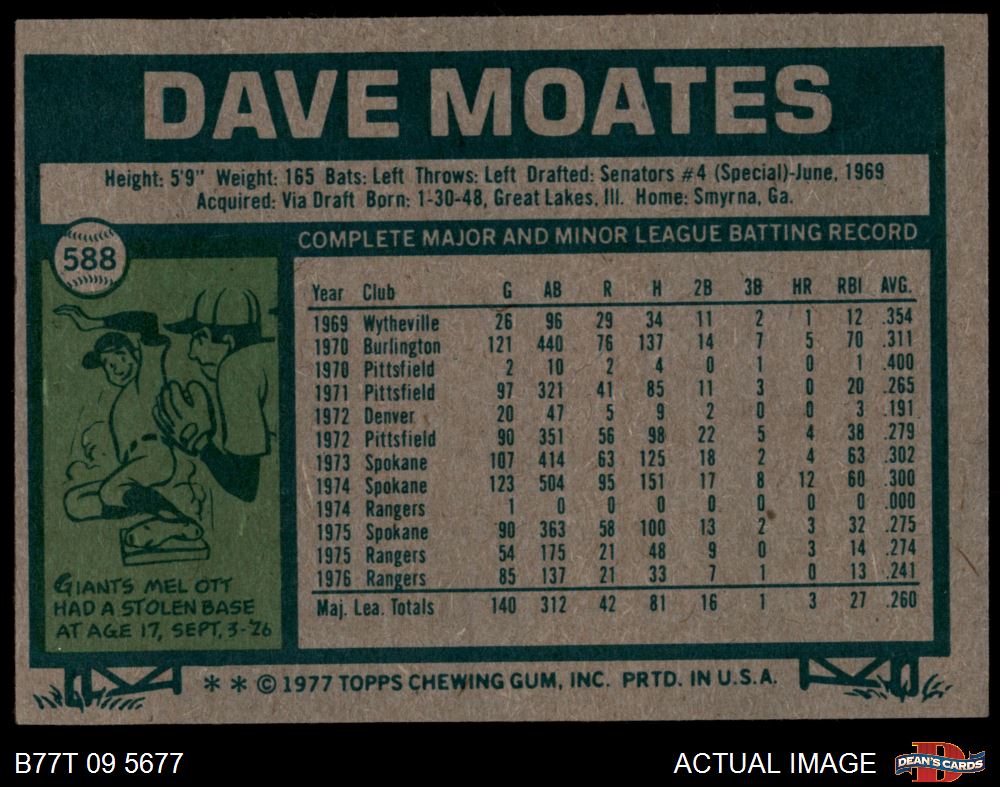 DAVE MOATES
Height: 5'9" Weight: 165 Bats: Left Throws: Left Drafted: Senators #4 (Special)-June, 1969
Acquired: Via Draft Born: 1-30-48, Great Lakes, Ill. Home: Smyrna, Ga.
588
COMPLETE MAJOR AND MINOR LEAGUE BATTING RECORD
Year Club G AB R H 2B 3B HR RBI AVG.
1969 Wytheville 26 96 29 34 11 2 1 12 .354
1970 Burlington 121 440 76 137 14 7 5 70 .311
1970 Pittsfield 2 10 2 4 0 1 0 1 .400
1971 Pittsfield 97 321 41 85 11 3 0 20 .265
1972 Denver 20 47 5 9 2 0 0 3 .191
1972 Pittsfield 90 351 56 98 22 5 4 38 .279
1973 Spokane 107 414 63 125 18 2 4 63 .302
1974 Spokane 123 504 95 151 17 8 12 60 .300
1974 Rangers 1 0 0 0 0 0 0 0 .000
1975 Spokane 90 363 58 100 13 2 3 32 .275
1975 Rangers 54 175 21 48 9 0 3 14 .274
1976 Rangers 85 137 21 33 7 1 0 13 .241
Maj. Lea. Totals 140 312 42 81 16 1 3 27 .260
GIANTS MEL OTT
HAD A STOLEN BASE
AT AGE 17, SEPT, 3-26
* * © 1977 TOPPS CHEWING GUM, INC. PRTD. IN U.S.A.
B77T 09 5677
ACTUAL IMAGE
DEAN'S CARDS